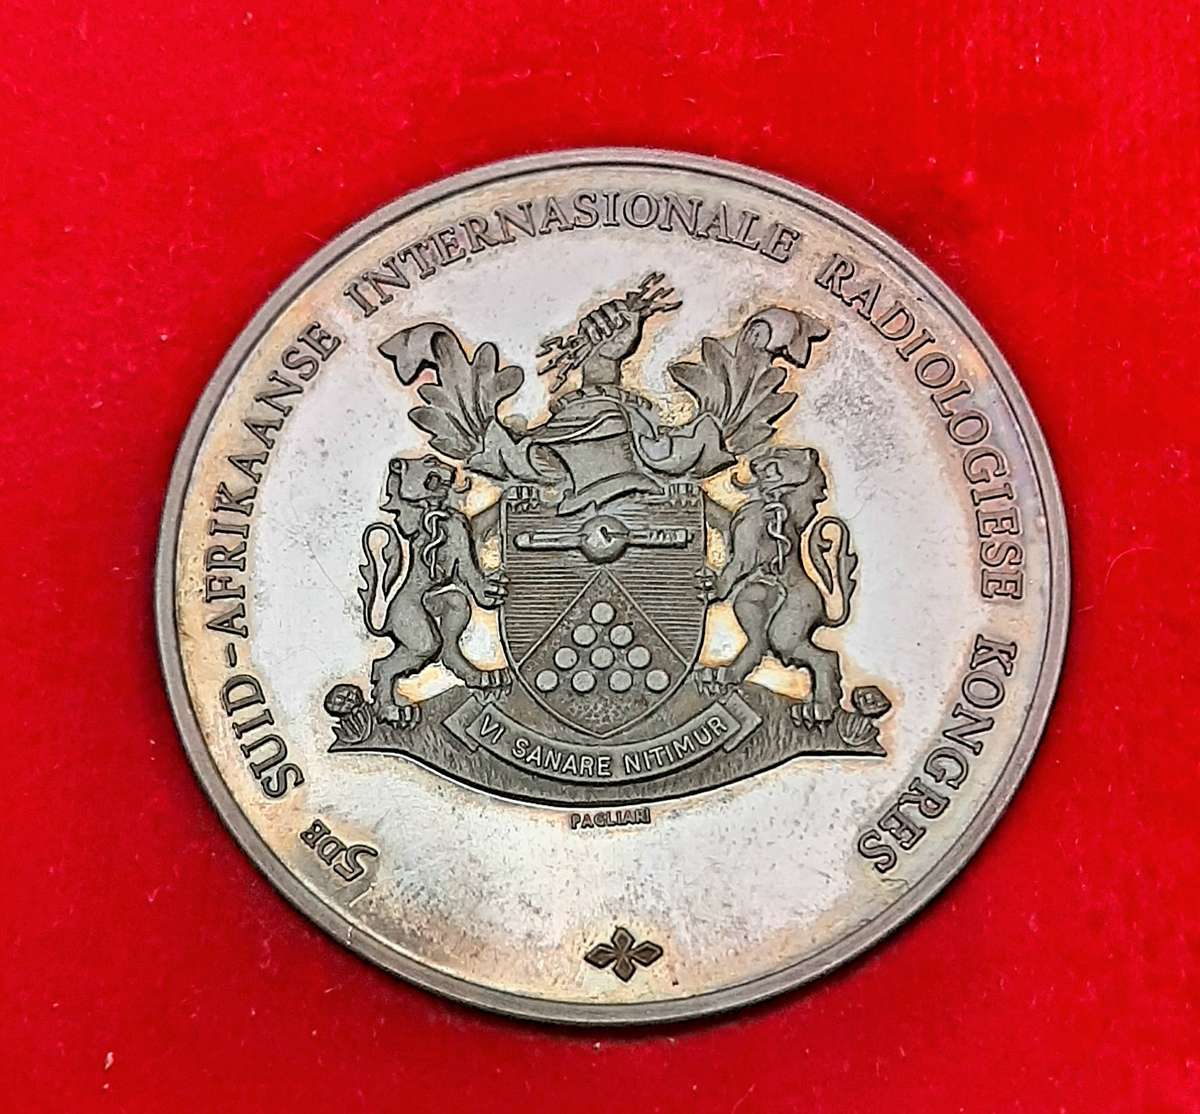 5DE SUID-AFRIKAANSE INTERNASIONALE RADIOLOGIESE KONGRES
VI SANARE NITIMUR
PAGLIARI